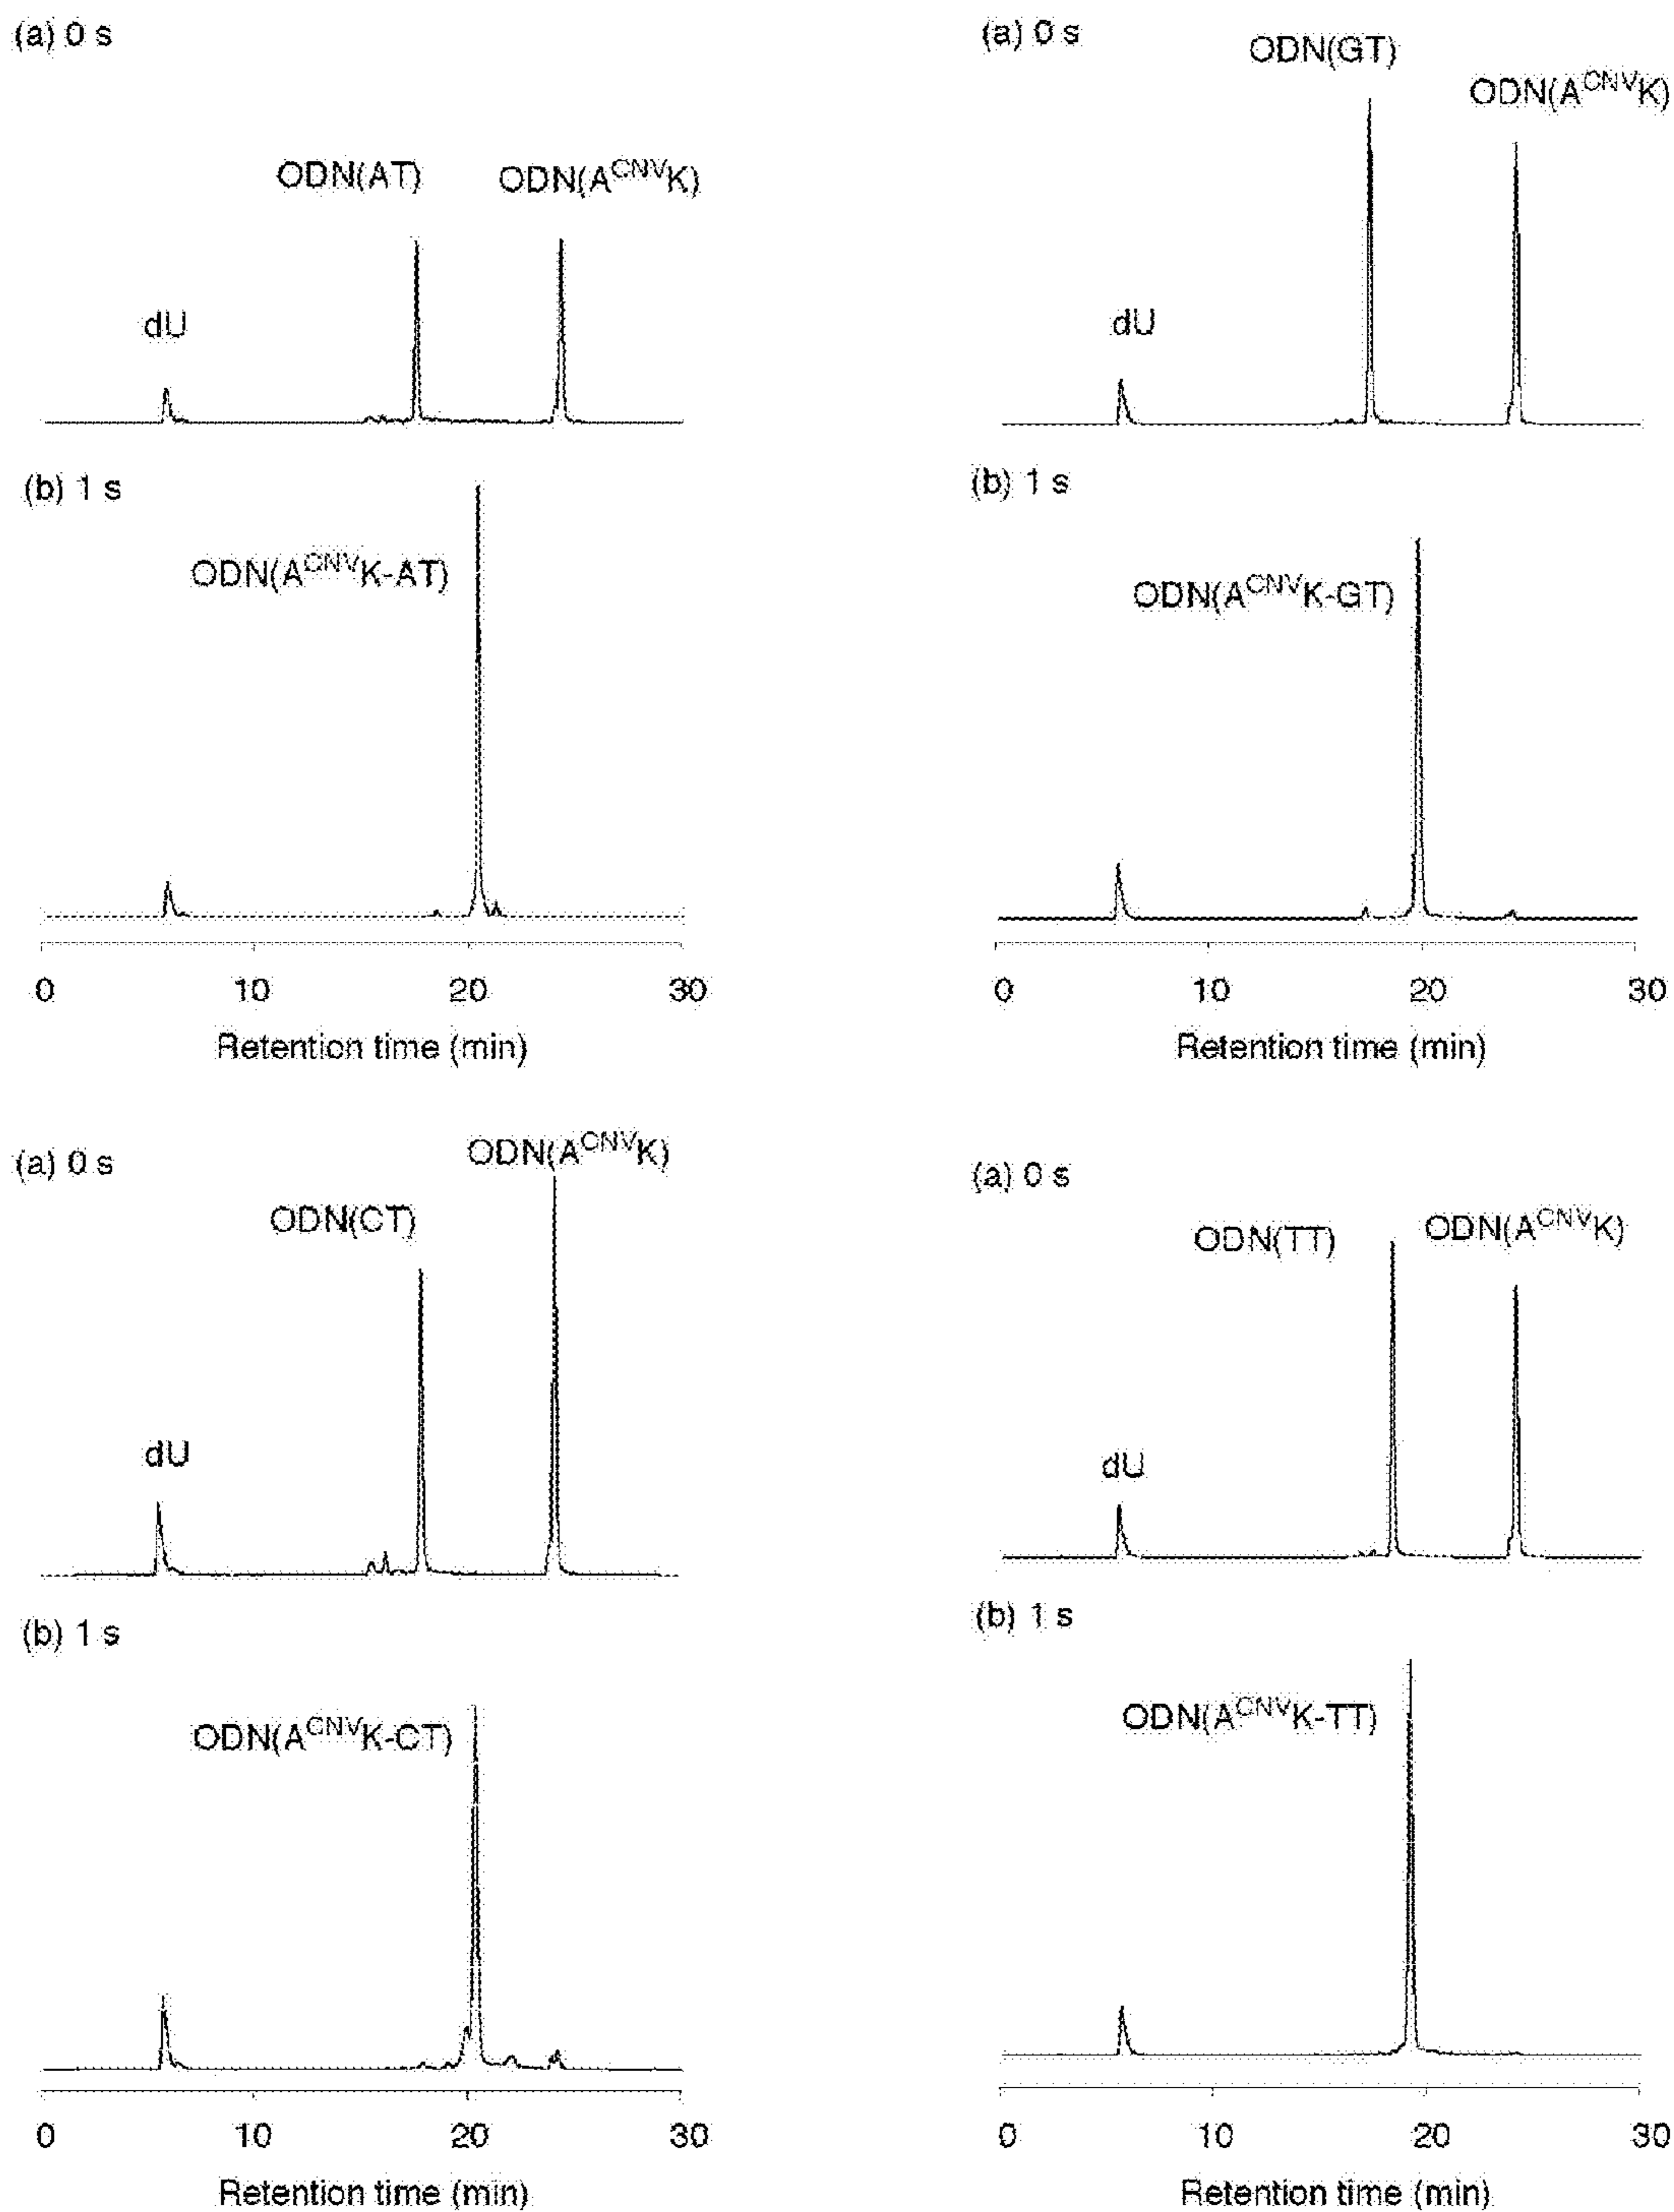 (a) 0 s
ODN(AT)
ODN(A^CNV K)
dU
(b) 1 s
ODN(A^CNV K-AT)
0 10 20 30
Retention time (min)
(a) 0 s
ODN(GT)
ODN(A^CNV K)
dU
(b) 1 s
ODN(A^CNV K-GT)
0 10 20 30
Retention time (min)
(a) 0 s
ODN(A^CNV K)
ODN(CT)
dU
(b) 1 s
ODN(A^CNV K-CT)
0 10 20 30
Retention time (min)
(a) 0 s
ODN(TT)
ODN(A^CNV K)
dU
(b) 1 s
ODN(A^CNV K-TT)
0 10 20 30
Retention time (min)